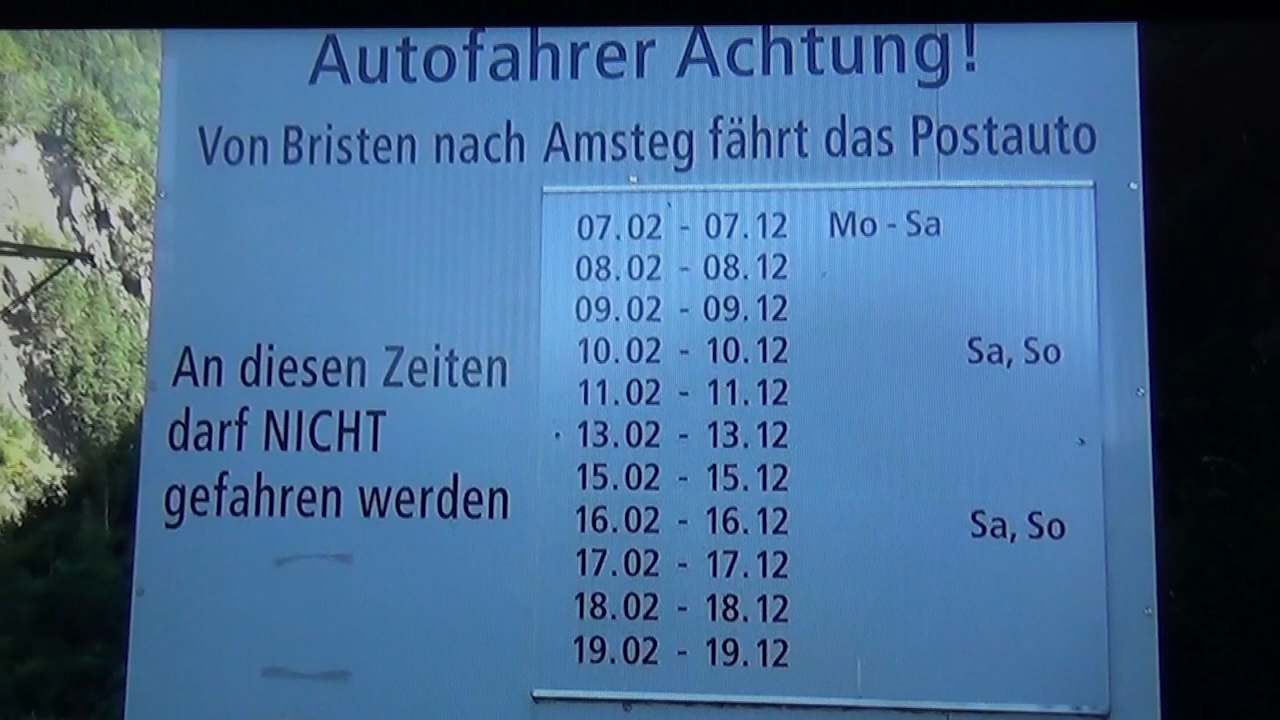 Autofahrer Achtung!
Von Bristen nach Amsteg fährt das Postauto
An diesen Zeiten
darf NICHT
gefahren werden
07.02 - 07.12 Mo - Sa
08.02 - 08.12
09.02 - 09.12
10.02 - 10.12 Sa, So
11.02 - 11.12
13.02 - 13.12
15.02 - 15.12
16.02 - 16.12 Sa, So
17.02 - 17.12
18.02 - 18.12
19.02 - 19.12